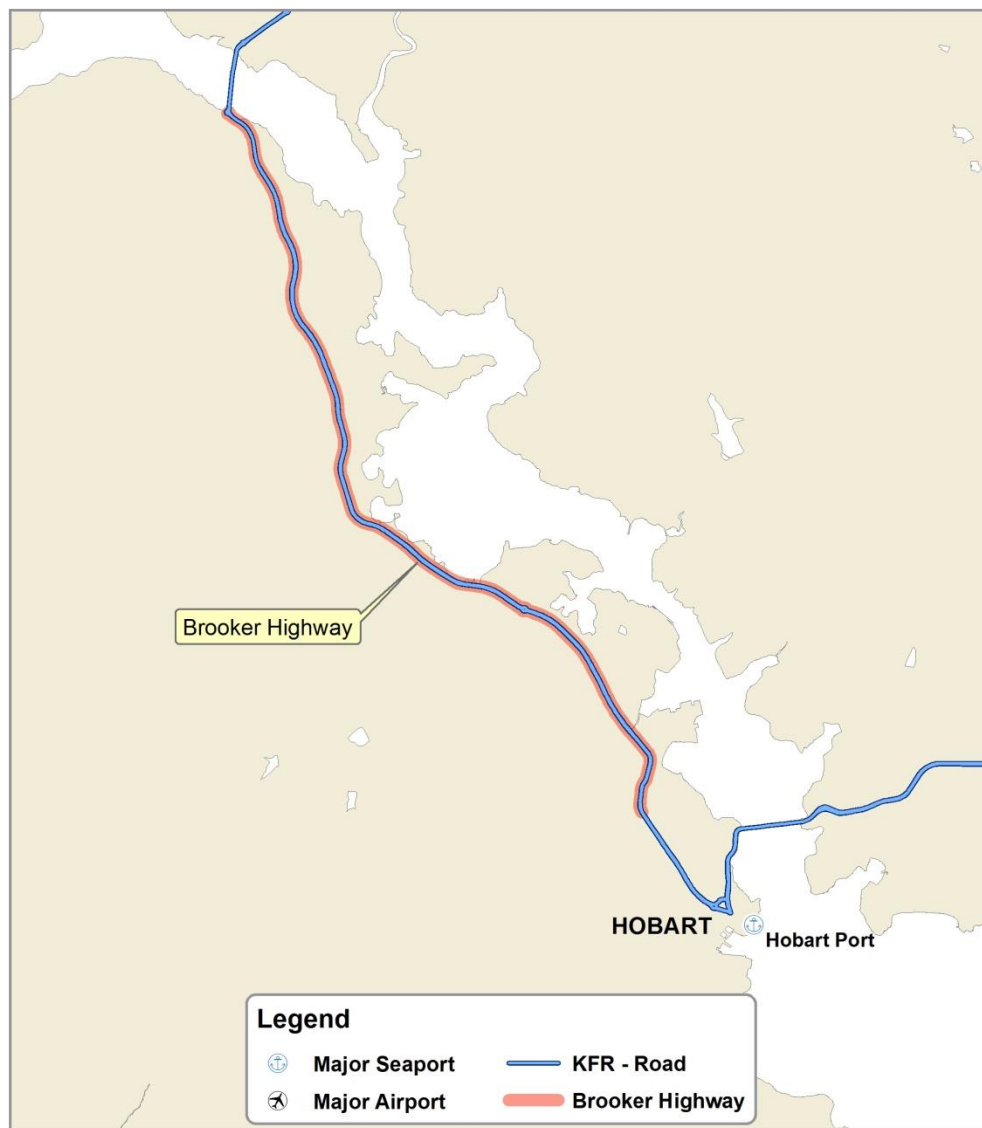 Brooker Highway
HOBART
Hobart Port
Legend
Major Seaport
KFR - Road
Major Airport
Brooker Highway